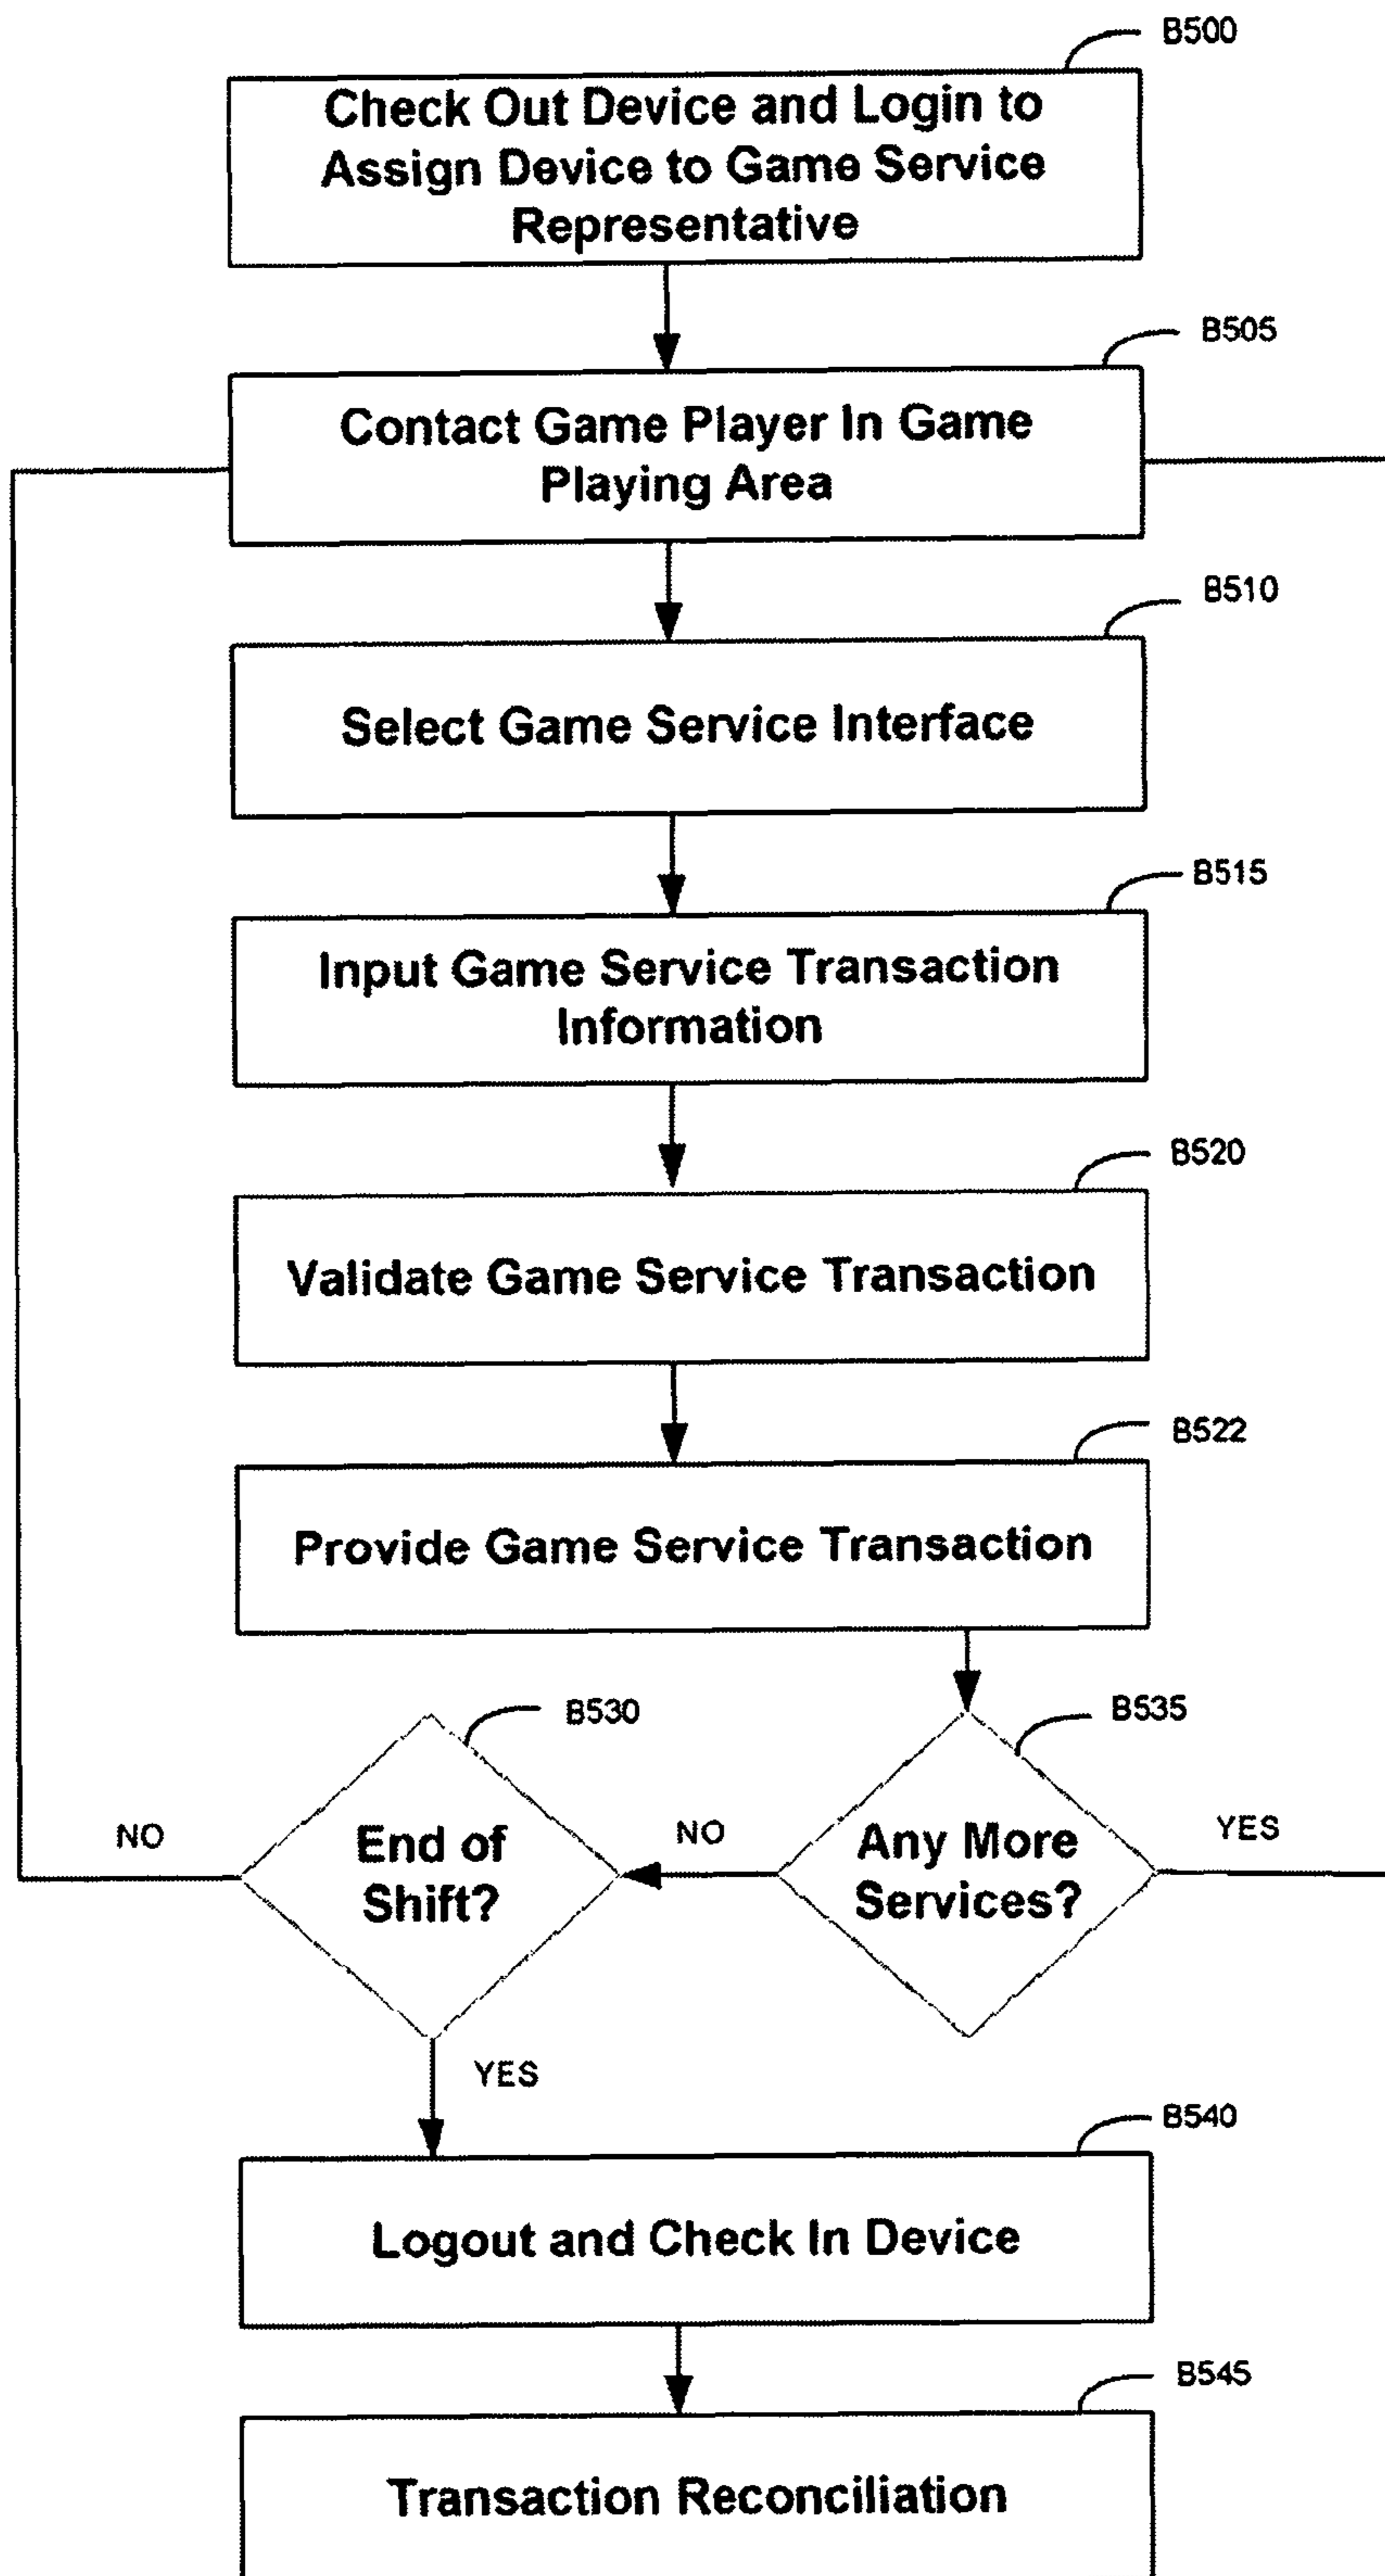 B500
Check Out Device and Login to
Assign Device to Game Service
Representative
B505
Contact Game Player In Game
Playing Area
B510
Select Game Service Interface
B515
Input Game Service Transaction
Information
B520
Validate Game Service Transaction
B522
Provide Game Service Transaction
B530
B535
NO
End of
Shift?
NO
Any More
Services?
YES
YES
B540
Logout and Check In Device
B545
Transaction Reconciliation